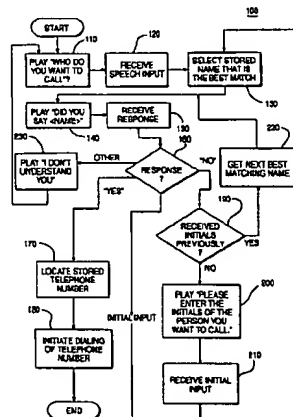 100
START
110
PLAY "WHO DO
YOU WANT TO
CALL"?
120
RECEIVE
SPEECH INPUT
SELECT STORED
NAME THAT IS
THE BEST MATCH
130
PLAY "DID YOU
SAY <NAME>"
140
RECEIVE
RESPONSE
150
160
RESPONSE
?
OTHER
"NO"
"YES"
230
PLAY "I DON'T
UNDERSTAND
YOU"
220
GET NEXT BEST
MATCHING NAME
190
RECEIVED
INITIALS
PREVIOUSLY
?
YES
NO
170
LOCATE STORED
TELEPHONE
NUMBER
INITIAL INPUT
200
PLAY "PLEASE
ENTER THE
INITIALS OF THE
PERSON YOU
WANT TO CALL."
180
INITIATE DIALING
OF TELEPHONE
NUMBER
210
RECEIVE INITIAL
INPUT
END